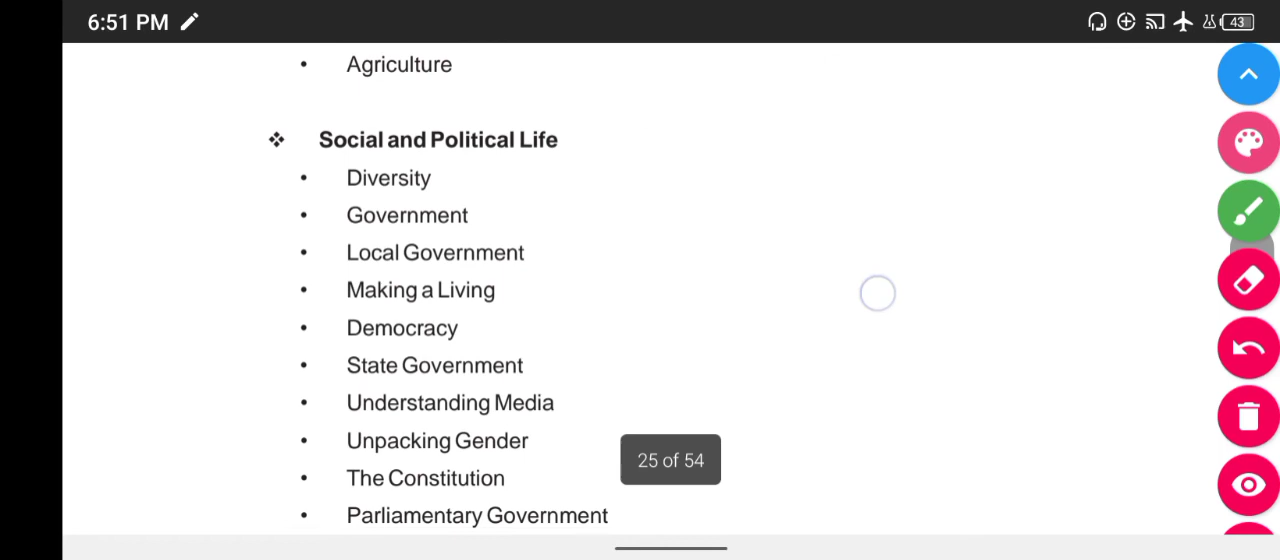 6:51 PM
43
• Agriculture
❖ Social and Political Life
• Diversity
• Government
• Local Government
• Making a Living
• Democracy
• State Government
• Understanding Media
• Unpacking Gender
25 of 54
• The Constitution
• Parliamentary Government